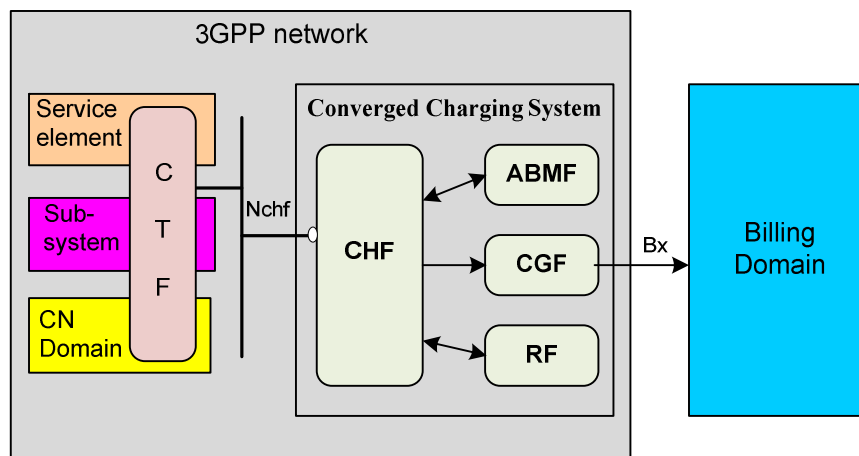 3GPP network
Service
element
Sub-
system
CN
Domain
C
T
F
Nchf
Converged Charging System
CHF
ABMF
CGF
RF
Bx
Billing
Domain